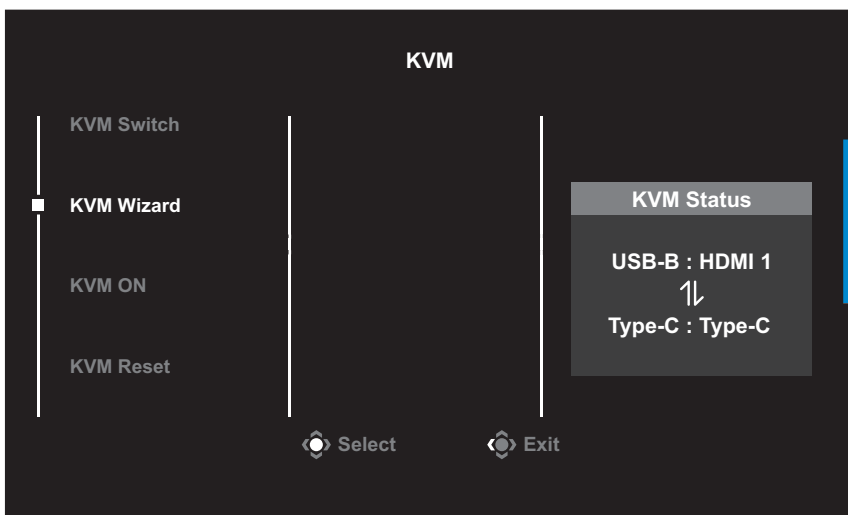 KVM
KVM Switch
KVM Wizard
KVM ON
KVM Reset
KVM Status
USB-B : HDMI 1
Type-C : Type-C
Select
Exit